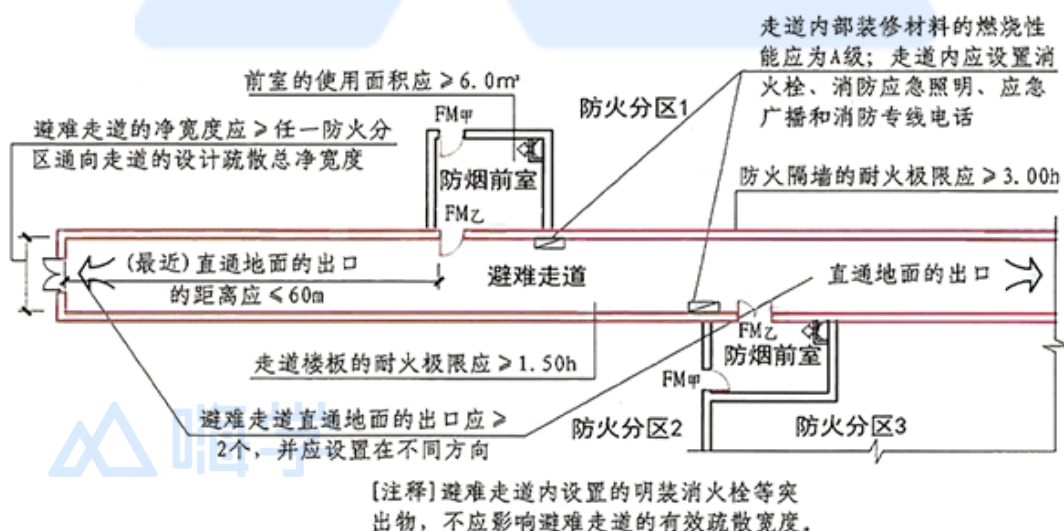 走道内部装修材料的燃烧性
能应为A级；走道内应设置消
火栓、消防应急照明、应急
广播和消防专线电话
前室的使用面积应≥6.0㎡
防火分区1
避难走道的净宽度应≥任一防火分
区通向走道的设计疏散总净宽度
FM甲
防烟前室
FM乙
防火隔墙的耐火极限应≥3.00h
(最近)直通地面的出口
的距离应≤60m
避难走道
直通地面的出口
走道楼板的耐火极限应≥1.50h
FM乙
防烟前室
FM甲
避难走道直通地面的出口应≥
2个，并应设置在不同方向
防火分区2
防火分区3
嗨学
[注释]避难走道内设置的明装消火栓等突
出物，不应影响避难走道的有效疏散宽度。